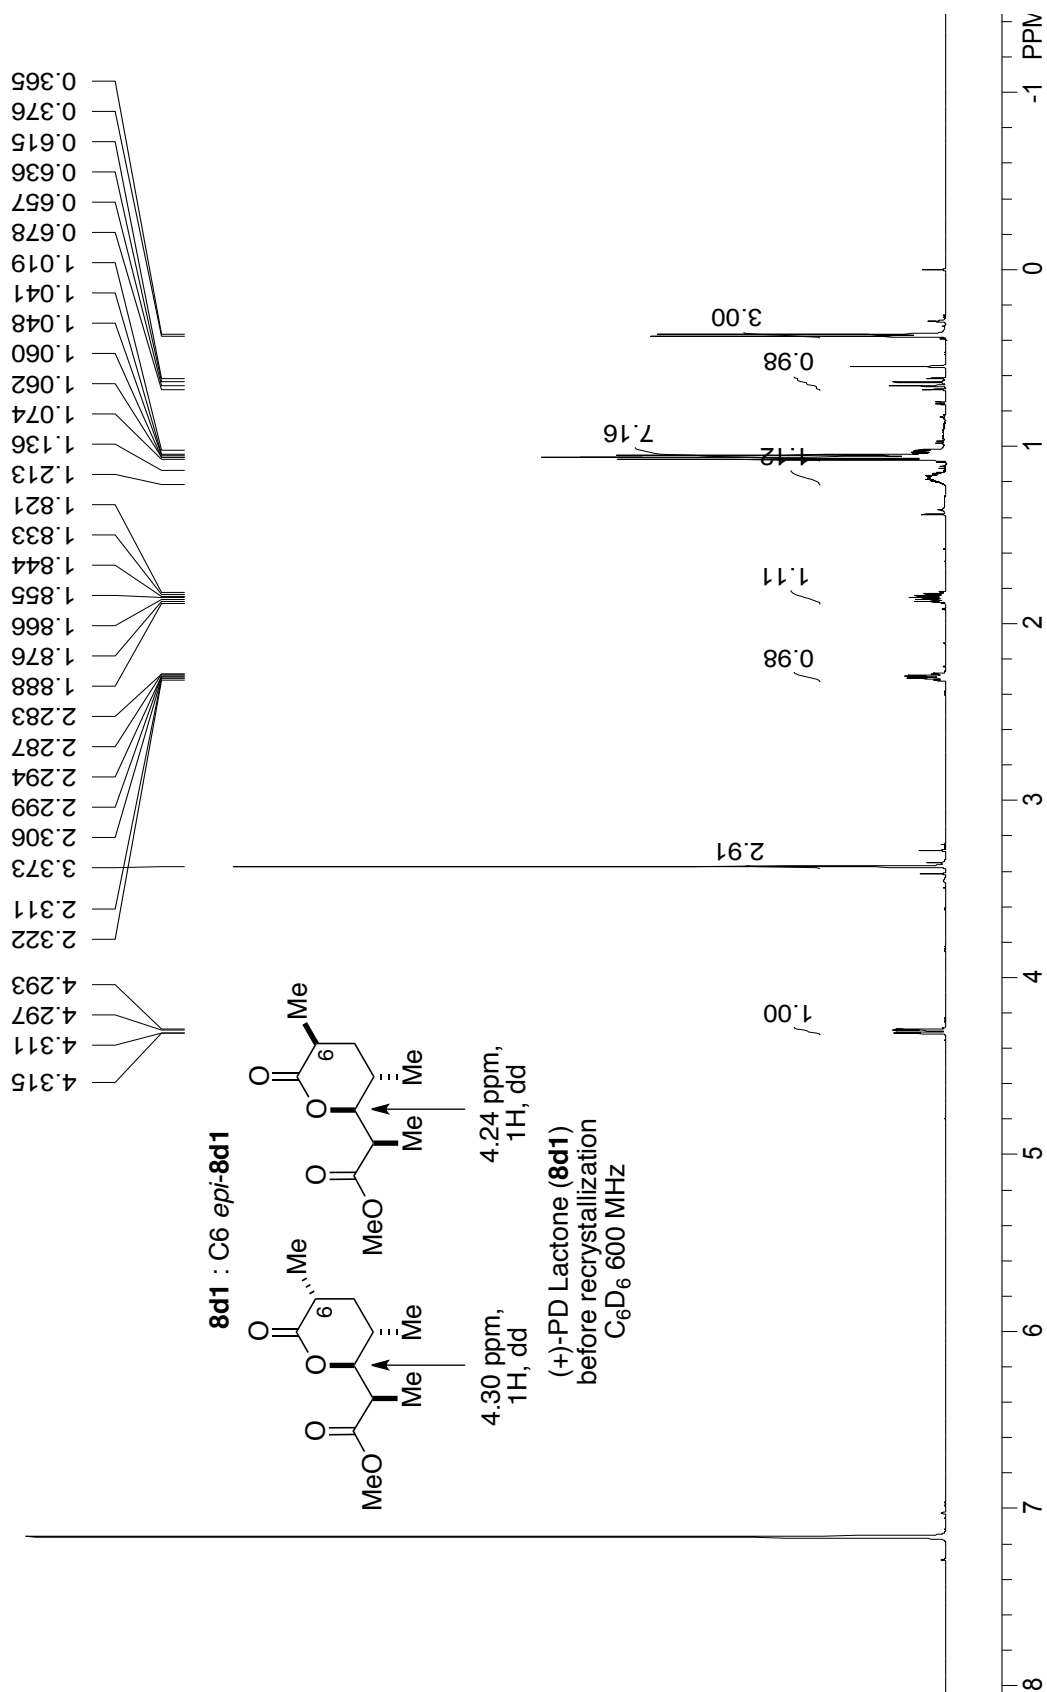 4.315
4.311
4.297
4.293
2.322
2.311
3.373
2.306
2.299
2.294
2.287
2.283
1.888
1.876
1.866
1.855
1.844
1.833
1.821
1.213
1.136
1.074
1.062
1.060
1.048
1.041
1.019
0.678
0.657
0.636
0.615
0.376
0.365
8d1 : C6 epi-8d1
O
O
6
Me
O
MeO
Me
Me
O
O
6
Me
O
MeO
Me
Me
4.30 ppm,
1H, dd
4.24 ppm,
1H, dd
(+)-PD Lactone (8d1)
before recrystallization
C₆D₆ 600 MHz
1.00
2.91
0.98
1.11
1.12
7.16
0.98
3.00
8
7
6
5
4
3
2
1
0
-1